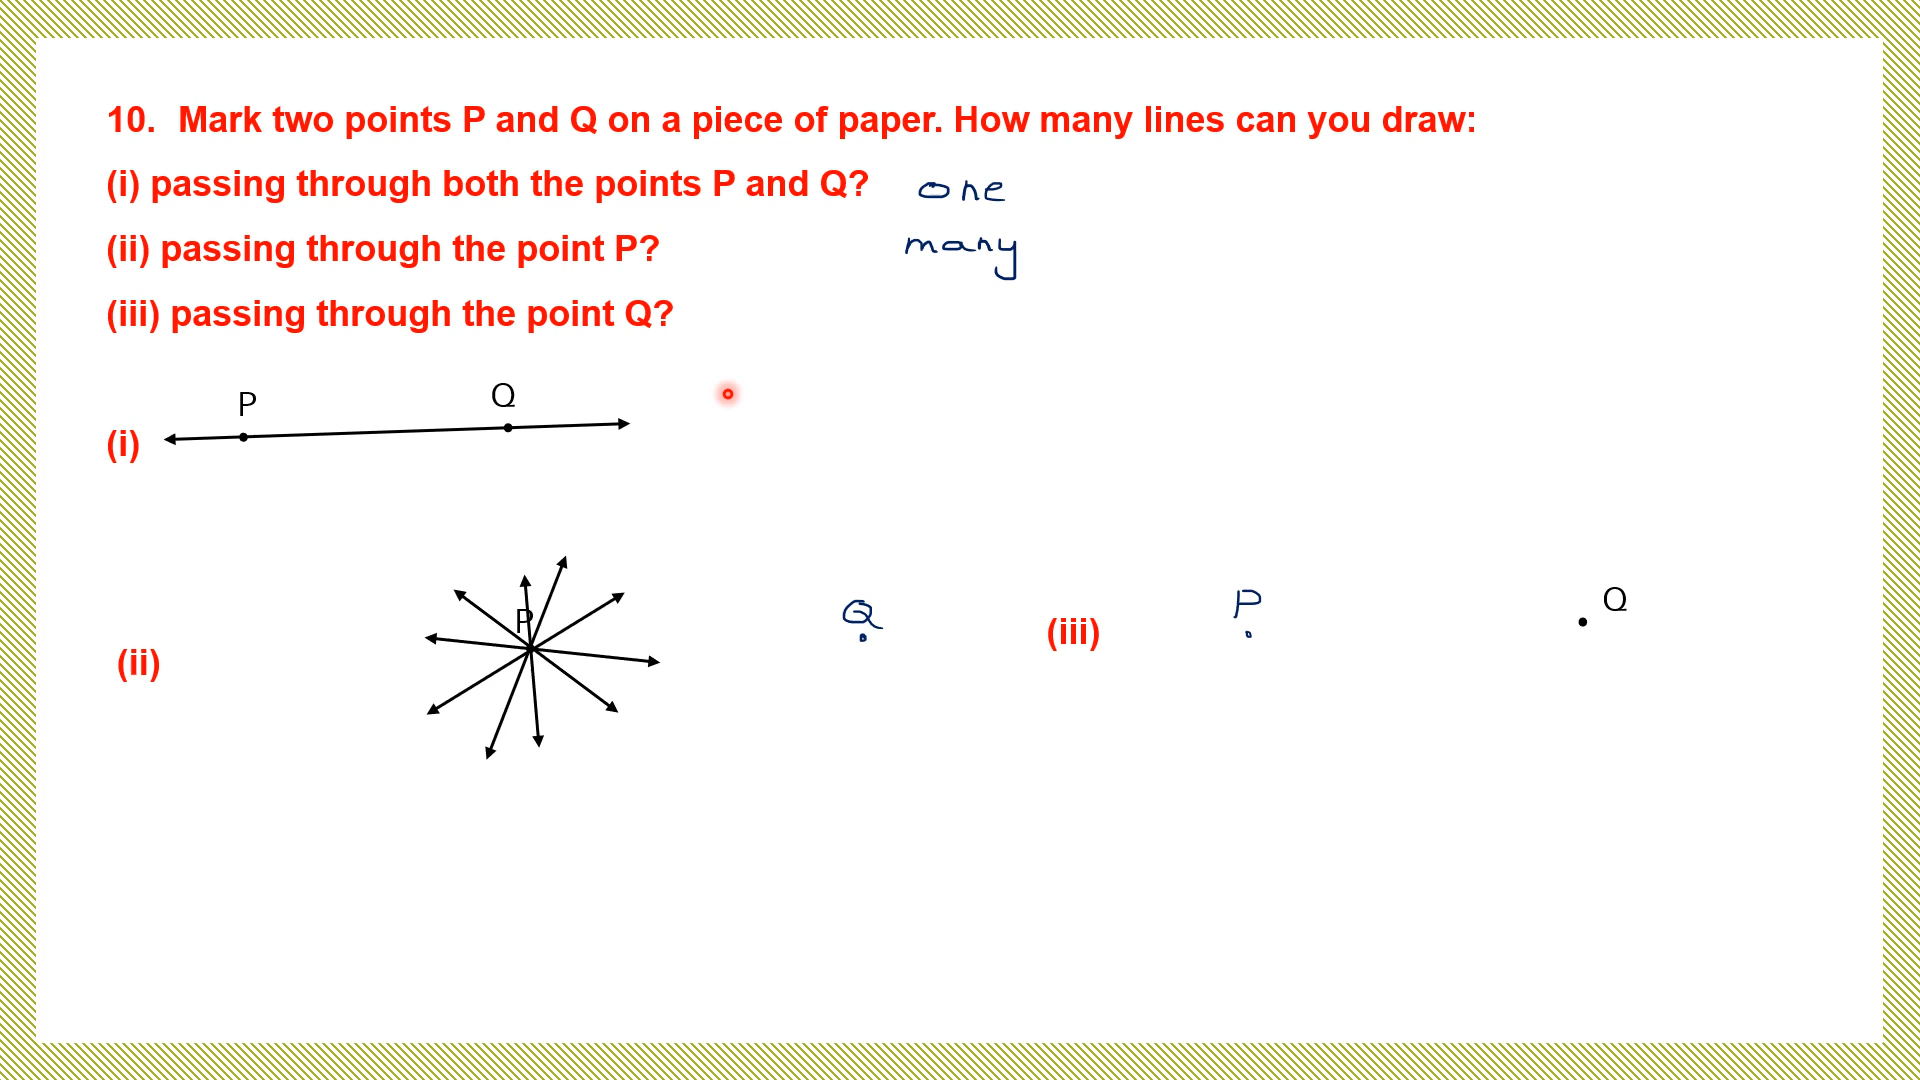 10. Mark two points P and Q on a piece of paper. How many lines can you draw:
(i) passing through both the points P and Q? one
(ii) passing through the point P? many
(iii) passing through the point Q?
P Q
(i)
P Q
(ii)
P Q
(iii)